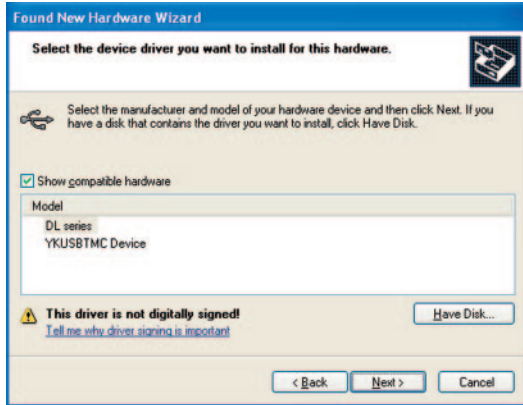 Found New Hardware Wizard
Select the device driver you want to install for this hardware.
Select the manufacturer and model of your hardware device and then click Next. If you
have a disk that contains the driver you want to install, click Have Disk.
Show compatible hardware
Model
DL series
YKUSBTMC Device
This driver is not digitally signed!
Have Disk...
Tell me why driver signing is important
< Back
Next >
Cancel